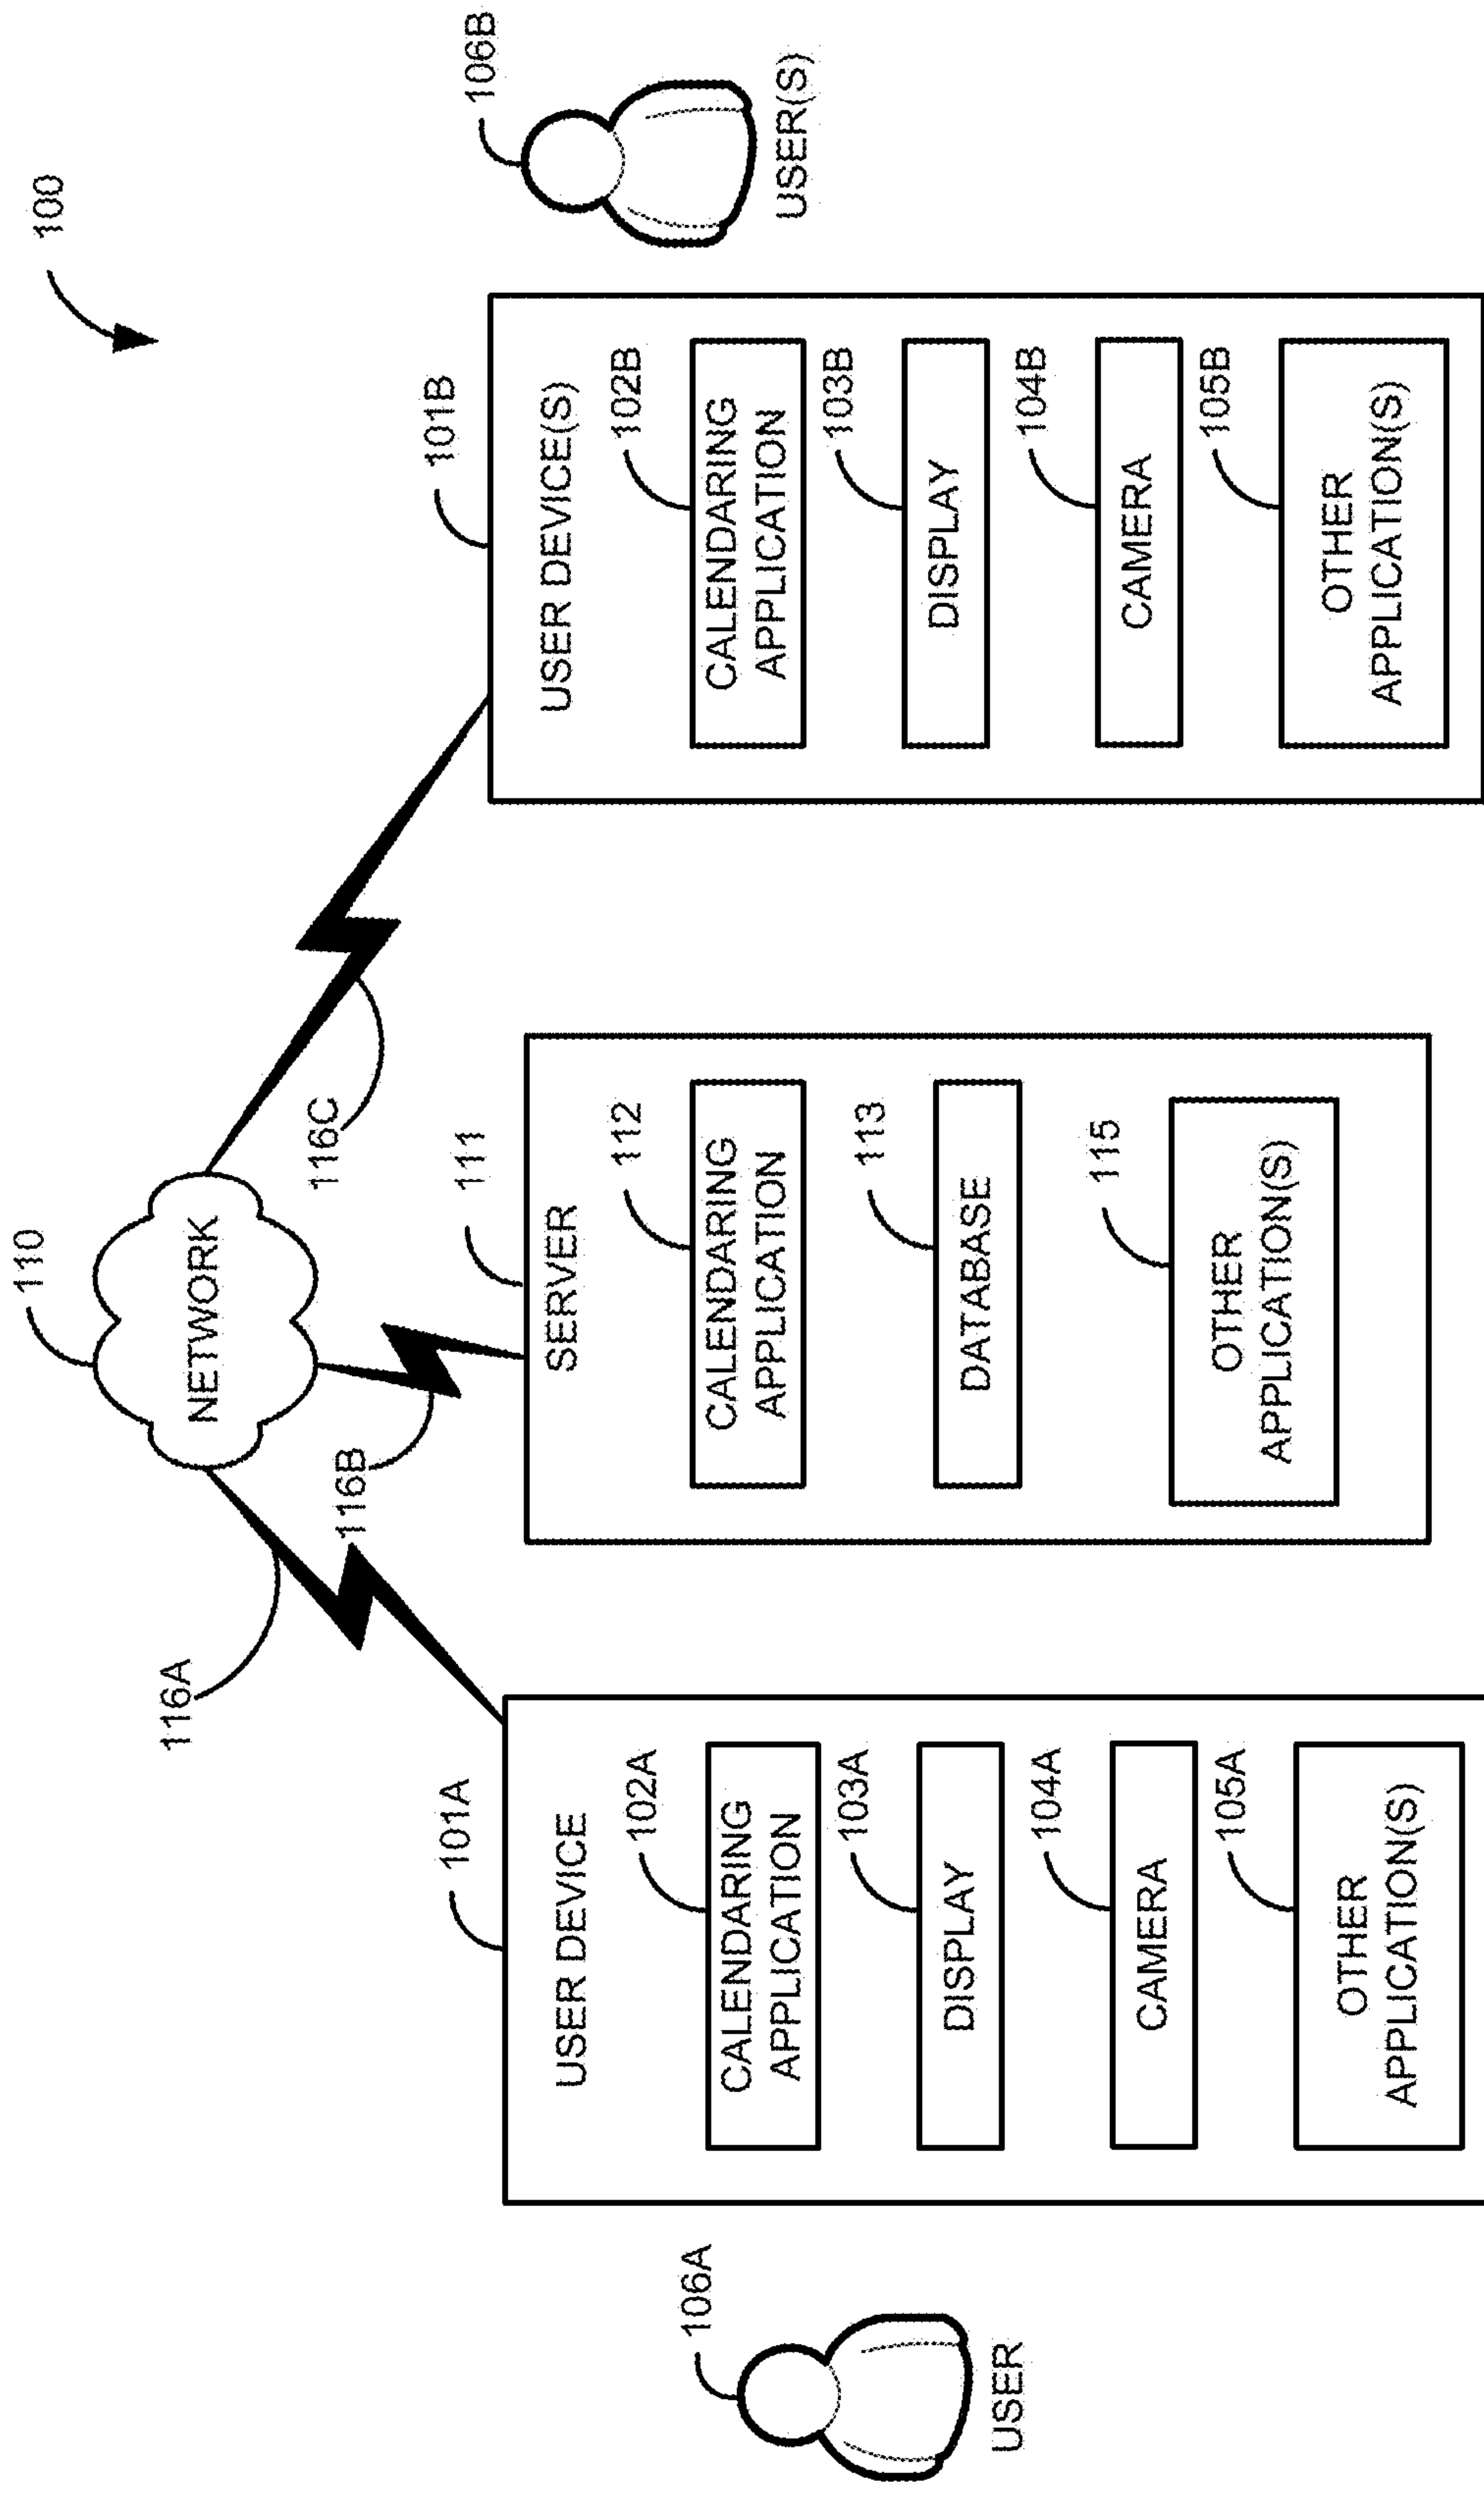 100
110
NETWORK
116A
116B
116C
106A
USER
101A
USER DEVICE
102A
CALENDARING
APPLICATION
103A
DISPLAY
104A
CAMERA
105A
OTHER
APPLICATION(S)
111
SERVER
112
CALENDARING
APPLICATION
113
DATABASE
115
OTHER
APPLICATION(S)
101B
USER DEVICE(S)
102B
CALENDARING
APPLICATION
103B
DISPLAY
104B
CAMERA
105B
OTHER
APPLICATION(S)
106B
USER(S)